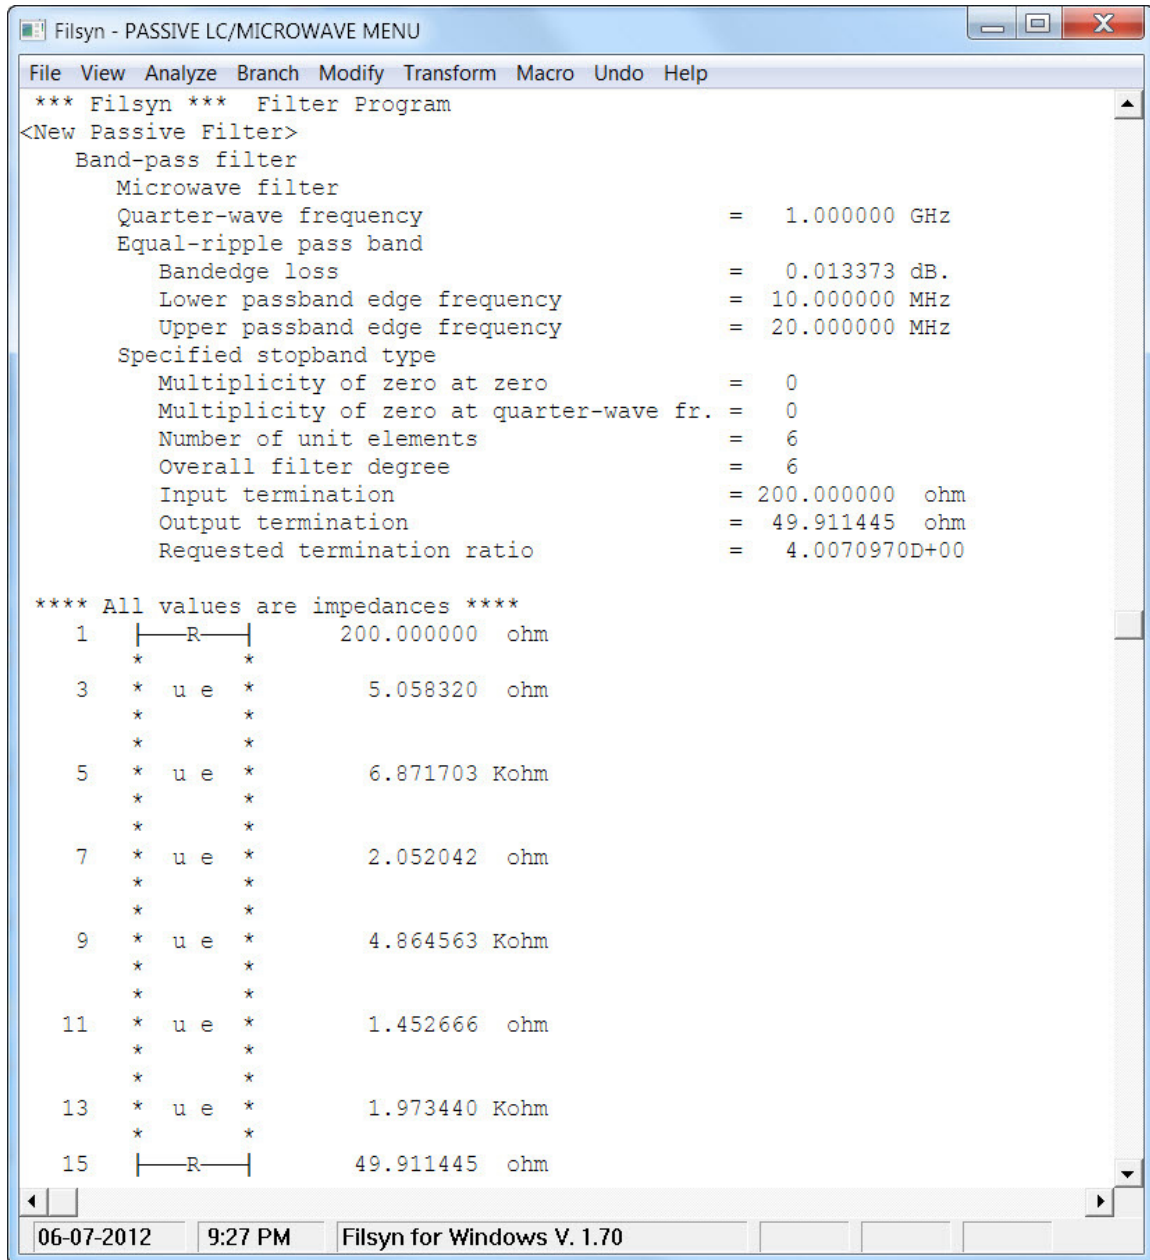 Filsyn - PASSIVE LC/MICROWAVE MENU
File View Analyze Branch Modify Transform Macro Undo Help
*** Filsyn *** Filter Program
<New Passive Filter>
Band-pass filter
Microwave filter
Quarter-wave frequency = 1.000000 GHz
Equal-ripple pass band
Bandedge loss = 0.013373 dB.
Lower passband edge frequency = 10.000000 MHz
Upper passband edge frequency = 20.000000 MHz
Specified stopband type
Multiplicity of zero at zero = 0
Multiplicity of zero at quarter-wave fr. = 0
Number of unit elements = 6
Overall filter degree = 6
Input termination = 200.000000 ohm
Output termination = 49.911445 ohm
Requested termination ratio = 4.0070970D+00
**** All values are impedances ****
1 ├──R──┤ 200.000000 ohm
* *
3 * u e * 5.058320 ohm
* *
* *
5 * u e * 6.871703 Kohm
* *
* *
7 * u e * 2.052042 ohm
* *
* *
9 * u e * 4.864563 Kohm
* *
* *
11 * u e * 1.452666 ohm
* *
* *
13 * u e * 1.973440 Kohm
* *
15 ├──R──┤ 49.911445 ohm
06-07-2012 9:27 PM Filsyn for Windows V. 1.70